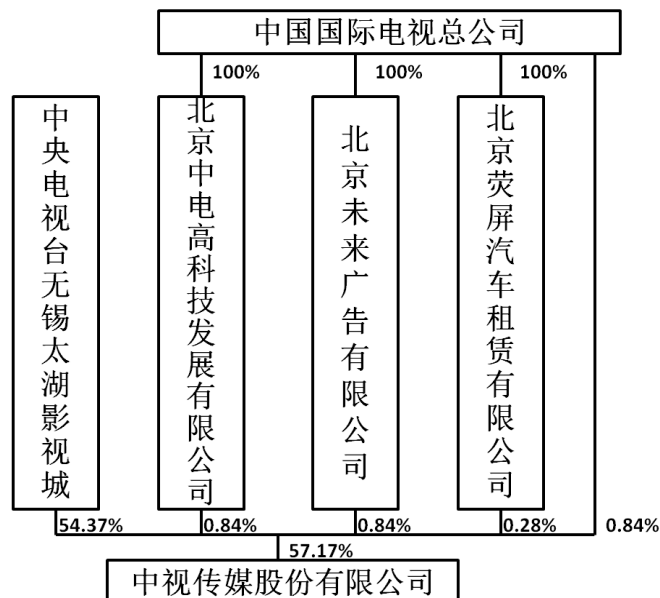 中国国际电视总公司
100%
100%
100%
中央电视台无锡太湖影视城
北京中电高科技发展有限公司
北京未来广告有限公司
北京荧屏汽车租赁有限公司
54.37%
0.84%
0.84%
0.28%
0.84%
57.17%
中视传媒股份有限公司